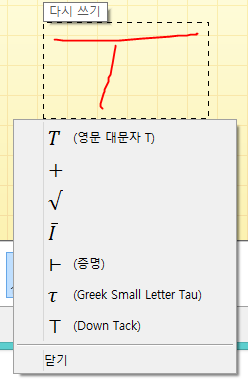 다시 쓰기
T
T (영문 대문자 T)
+
√
Ī
⊢ (증명)
τ (Greek Small Letter Tau)
⊤ (Down Tack)
닫기